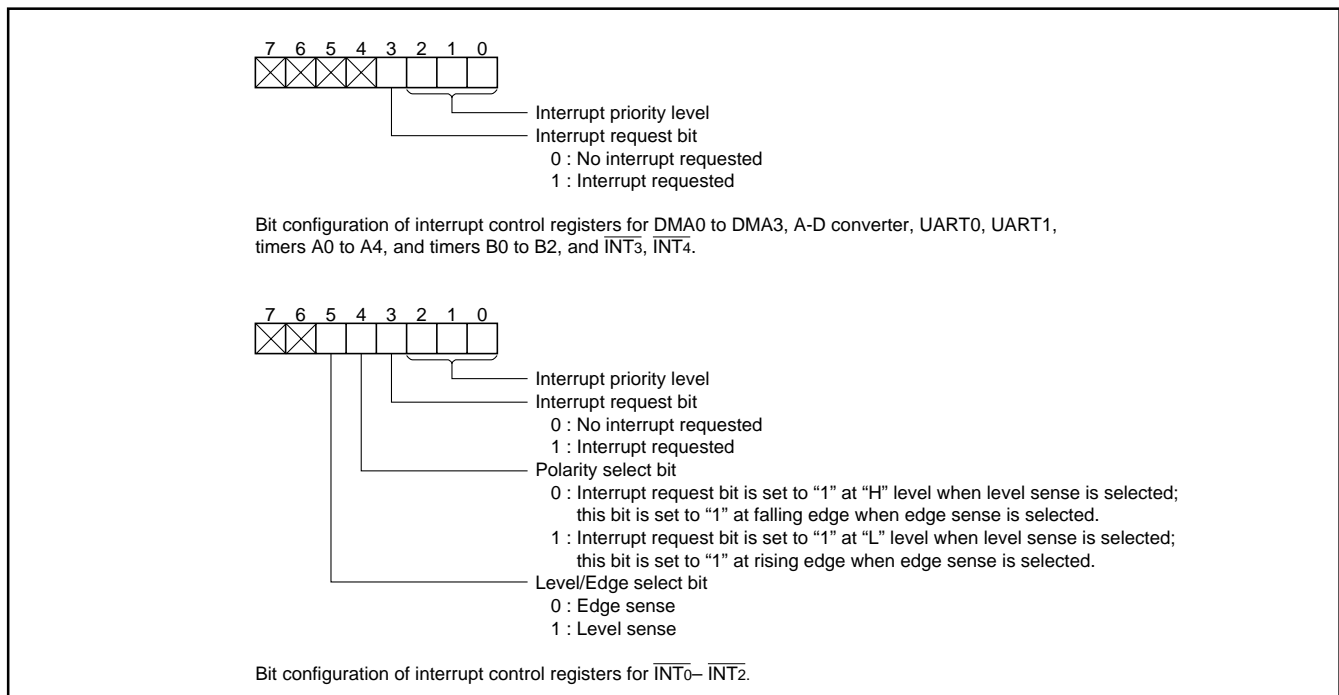 7 6 5 4 3 2 1 0
Interrupt priority level
Interrupt request bit
0 : No interrupt requested
1 : Interrupt requested
Bit configuration of interrupt control registers for DMA0 to DMA3, A-D converter, UART0, UART1,
timers A0 to A4, and timers B0 to B2, and INT3, INT4.
7 6 5 4 3 2 1 0
Interrupt priority level
Interrupt request bit
0 : No interrupt requested
1 : Interrupt requested
Polarity select bit
0 : Interrupt request bit is set to “1” at “H” level when level sense is selected;
this bit is set to “1” at falling edge when edge sense is selected.
1 : Interrupt request bit is set to “1” at “L” level when level sense is selected;
this bit is set to “1” at rising edge when edge sense is selected.
Level/Edge select bit
0 : Edge sense
1 : Level sense
Bit configuration of interrupt control registers for INT0– INT2.